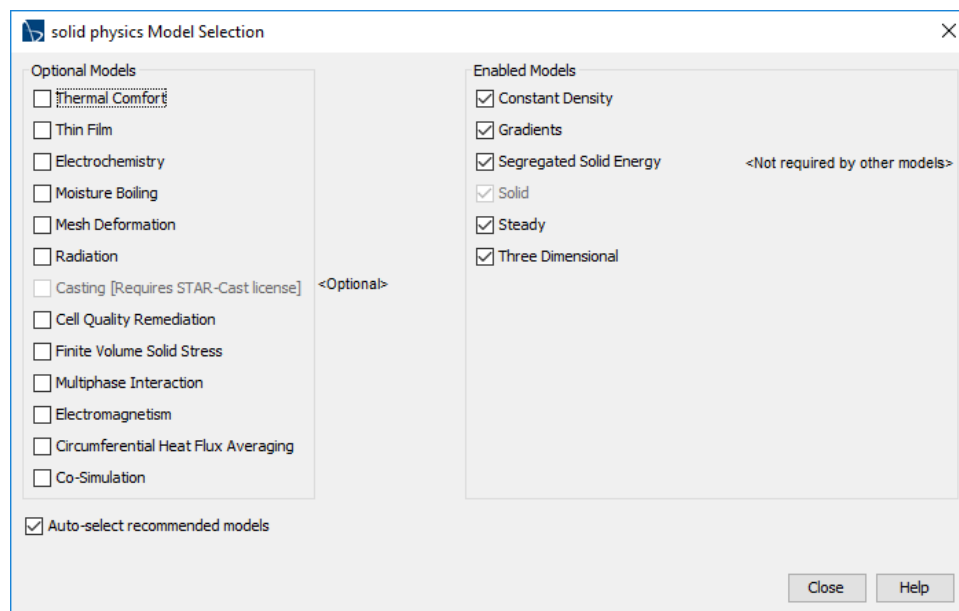 solid physics Model Selection
Optional Models
Thermal Comfort
Thin Film
Electrochemistry
Moisture Boiling
Mesh Deformation
Radiation
Casting [Requires STAR-Cast license]
<Optional>
Cell Quality Remediation
Finite Volume Solid Stress
Multiphase Interaction
Electromagnetism
Circumferential Heat Flux Averaging
Co-Simulation
Enabled Models
Constant Density
Gradients
Segregated Solid Energy <Not required by other models>
Solid
Steady
Three Dimensional
Auto-select recommended models
Close Help